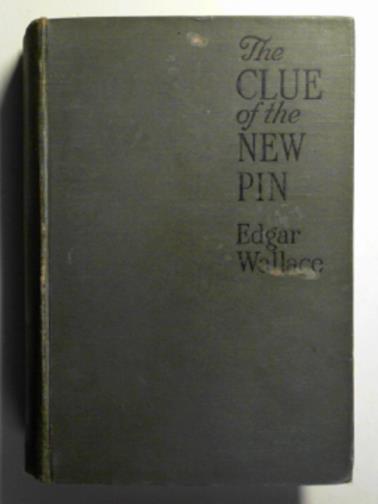 The
CLUE
of the
NEW
PIN
Edgar
Wallace